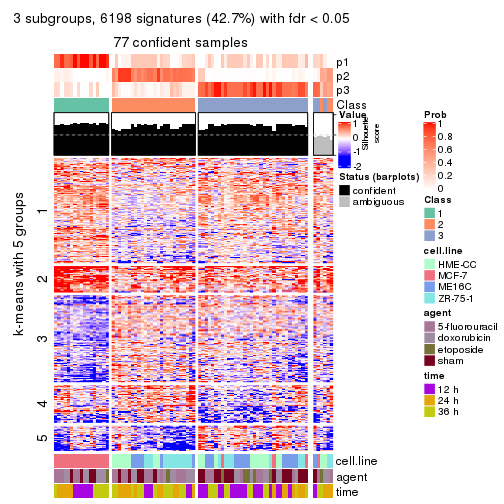 3 subgroups, 6198 signatures (42.7%) with fdr < 0.05
77 confident samples
p1
p2
p3
Class
Silhouette
score
k-means with 5 groups
1
2
3
4
5
cell.line
agent
time
Value
1
0
-1
-2
Status (barplots)
confident
ambiguous
Prob
1
0.8
0.6
0.4
0.2
0
Class
1
2
3
cell.line
HME-CC
MCF-7
ME16C
ZR-75-1
agent
5-fluorouracil
doxorubicin
etoposide
sham
time
12 h
24 h
36 h